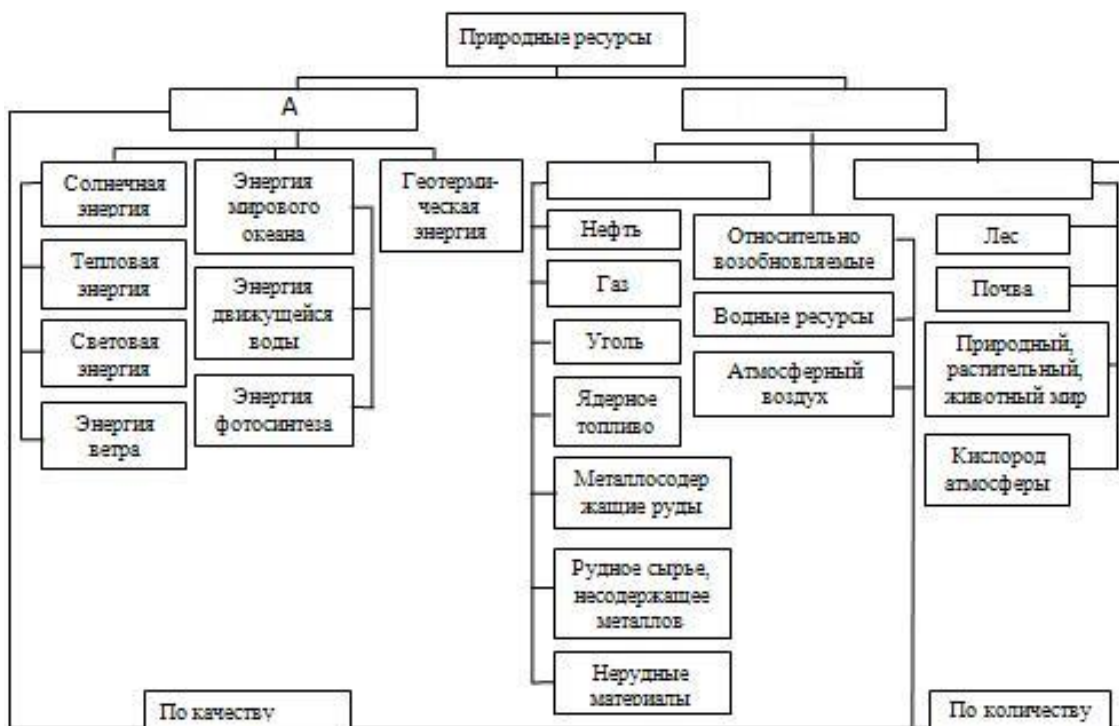 Природные ресурсы
А
Солнечная
энергия
Тепловая
энергия
Световая
энергия
Энергия
ветра
Энергия
мирового
океана
Энергия
движущейся
воды
Энергия
фотосинтеза
Геотерми-
ческая
энергия
Нефть
Газ
Уголь
Ядерное
топливо
Металлосодер
жащие руды
Рудное сырье,
несодержащее
металлов
Нерудные
материалы
Относительно
возобновляемые
Водные ресурсы
Атмосферный
воздух
Лес
Почва
Природный,
растительный,
животный мир
Кислород
атмосферы
По качеству
По количеству